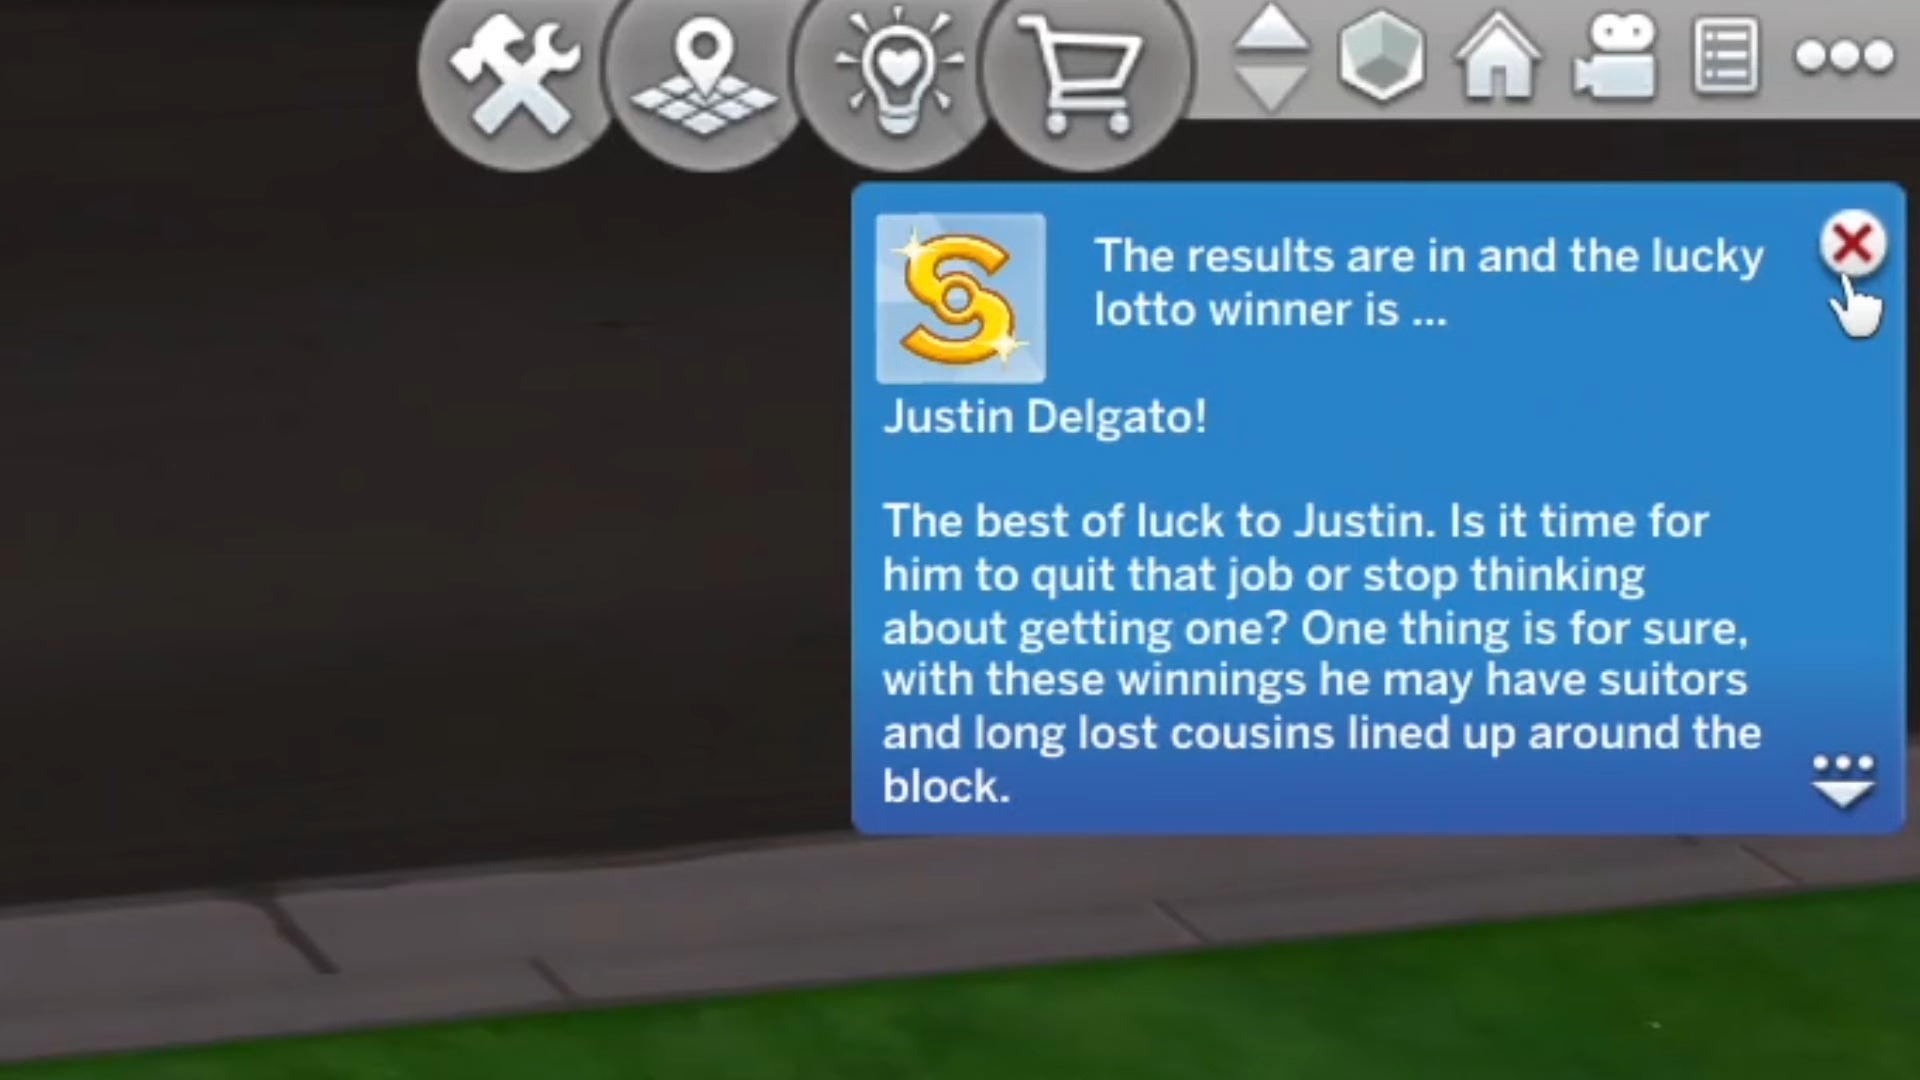 The results are in and the lucky
lotto winner is ...
Justin Delgato!
The best of luck to Justin. Is it time for
him to quit that job or stop thinking
about getting one? One thing is for sure,
with these winnings he may have suitors
and long lost cousins lined up around the
block.